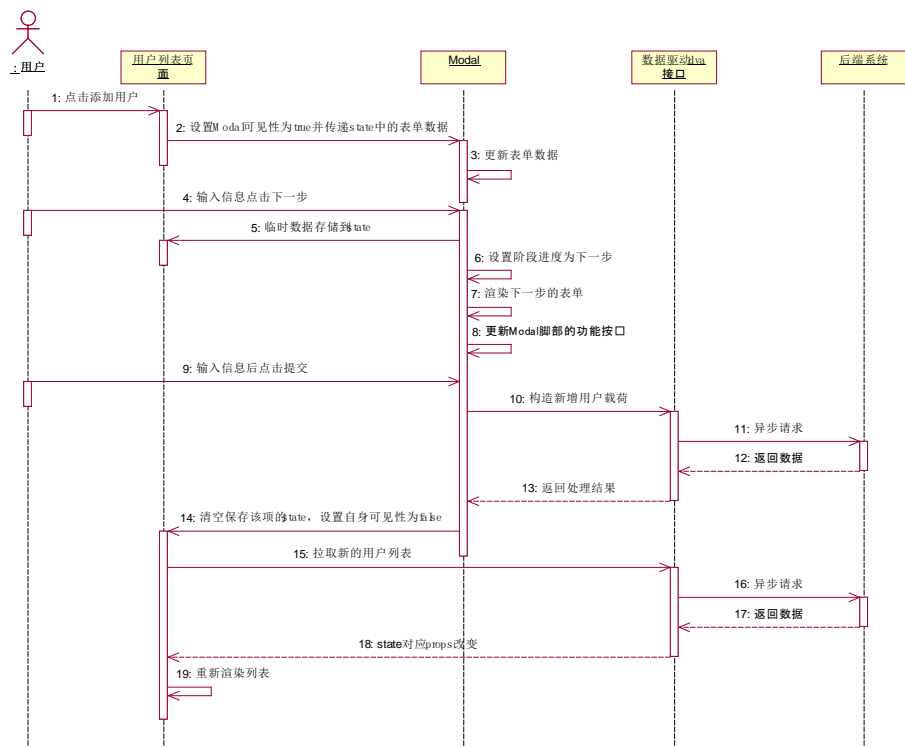 : 用户
用户列表页
面
Modal
数据驱动dva
接口
后端系统
1: 点击添加用户
2: 设置Modal可见性为true并传递state中的表单数据
3: 更新表单数据
4: 输入信息点击下一步
5: 临时数据存储到state
6: 设置阶段进度为下一步
7: 渲染下一步的表单
8: 更新Modal脚部的功能按口
9: 输入信息后点击提交
10: 构造新增用户载荷
11: 异步请求
12: 返回数据
13: 返回处理结果
14: 清空保存该项的state，设置自身可见性为false
15: 拉取新的用户列表
16: 异步请求
17: 返回数据
18: state对应props改变
19: 重新渲染列表